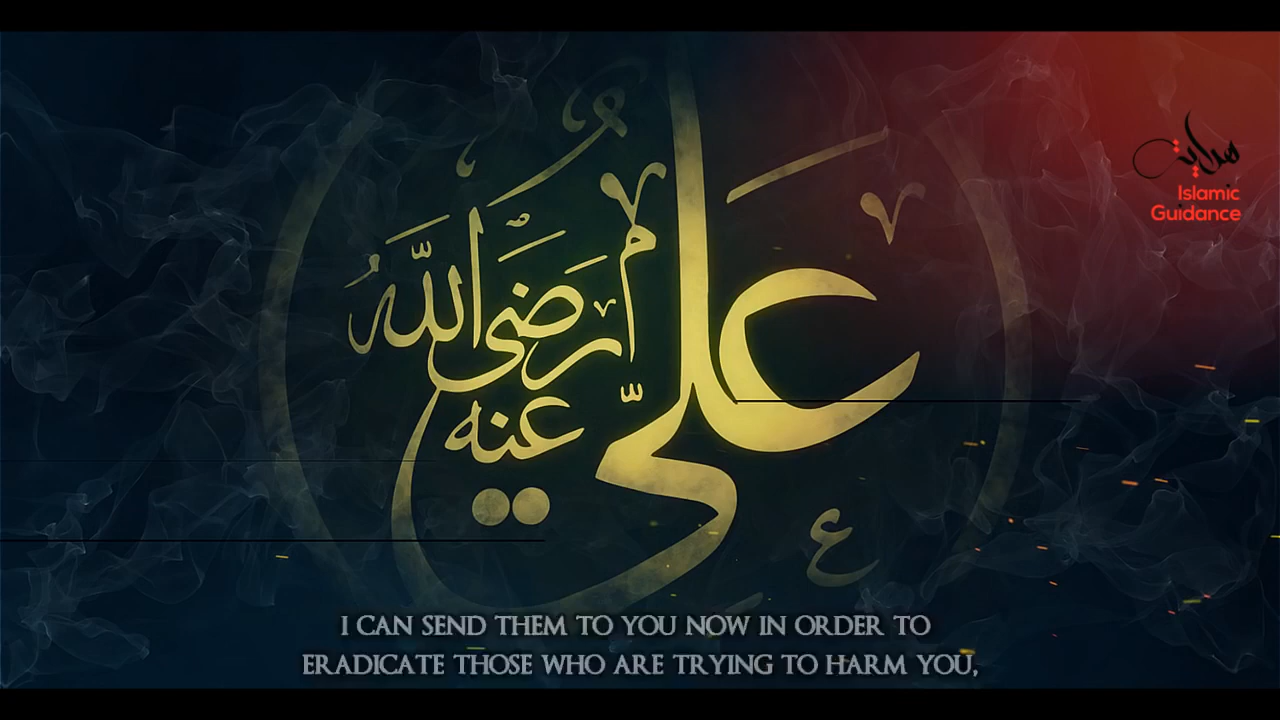 علي
رضي الله
عنه
ع
هداية
Islamic
Guidance
I CAN SEND THEM TO YOU NOW IN ORDER TO
ERADICATE THOSE WHO ARE TRYING TO HARM YOU,